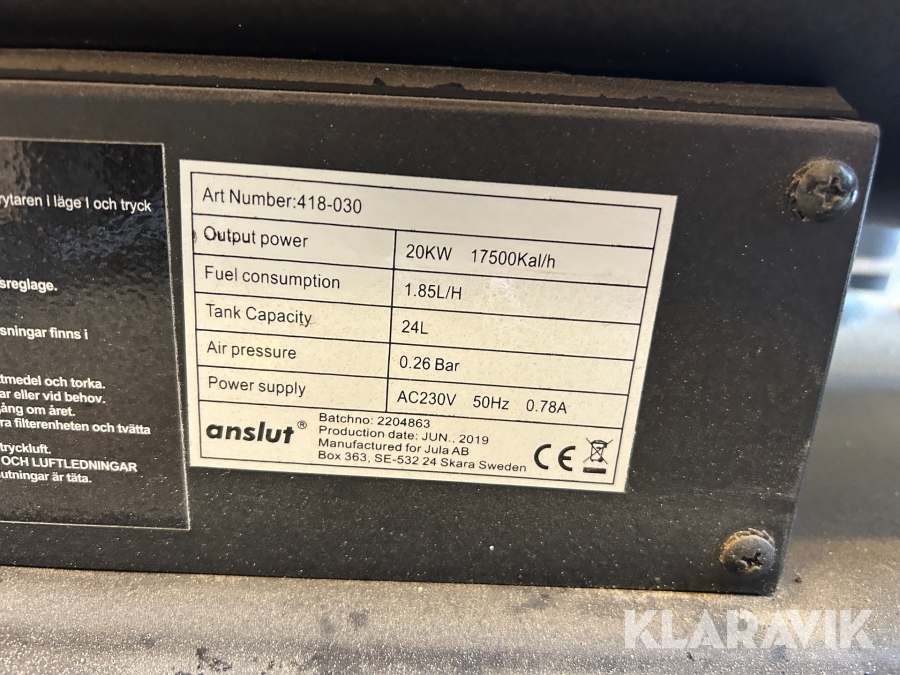 rytaren i läge I och tryck
sreglage.
sningar finns i
tmedel och torka.
ar eller vid behov.
gång om året.
ra filterenheten och tvätta
tryckluft.
OCH LUFTLEDNINGAR
utningar är täta.
Art Number:418-030
Output power 20KW 17500Kal/h
Fuel consumption 1.85L/H
Tank Capacity 24L
Air pressure 0.26 Bar
Power supply AC230V 50Hz 0.78A
anslut®
Batchno: 2204863
Production date: JUN., 2019
Manufactured for Jula AB
Box 363, SE-532 24 Skara Sweden
CE
KLARAVIK